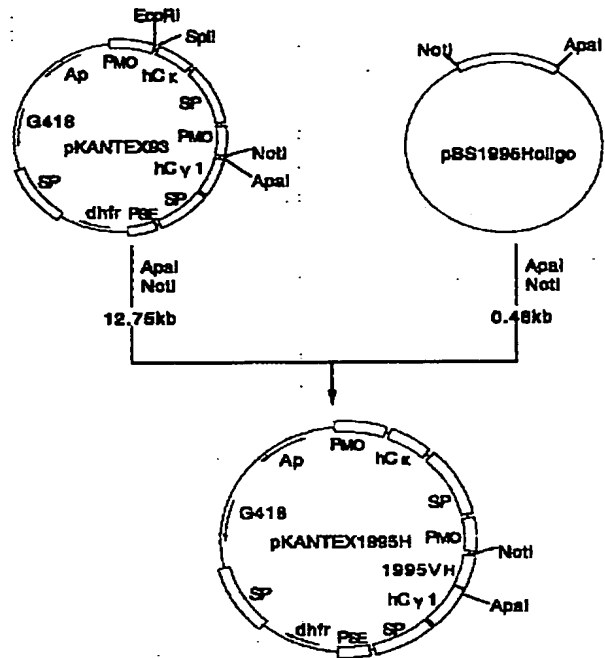 EcoRI
SplI
Ap
PMO
hCκ
SP
G418
pKANTEX93
PMO
NotI
hCγ1
ApaI
SP
SP
dhfr
PSE
NotI
ApaI
pBS1995Holigo
ApaI
NotI
12.75kb
ApaI
NotI
0.48kb
PMO
hCκ
Ap
SP
G418
pKANTEX1995H
PMO
NotI
1995VH
hCγ1
ApaI
SP
SP
dhfr
PSE